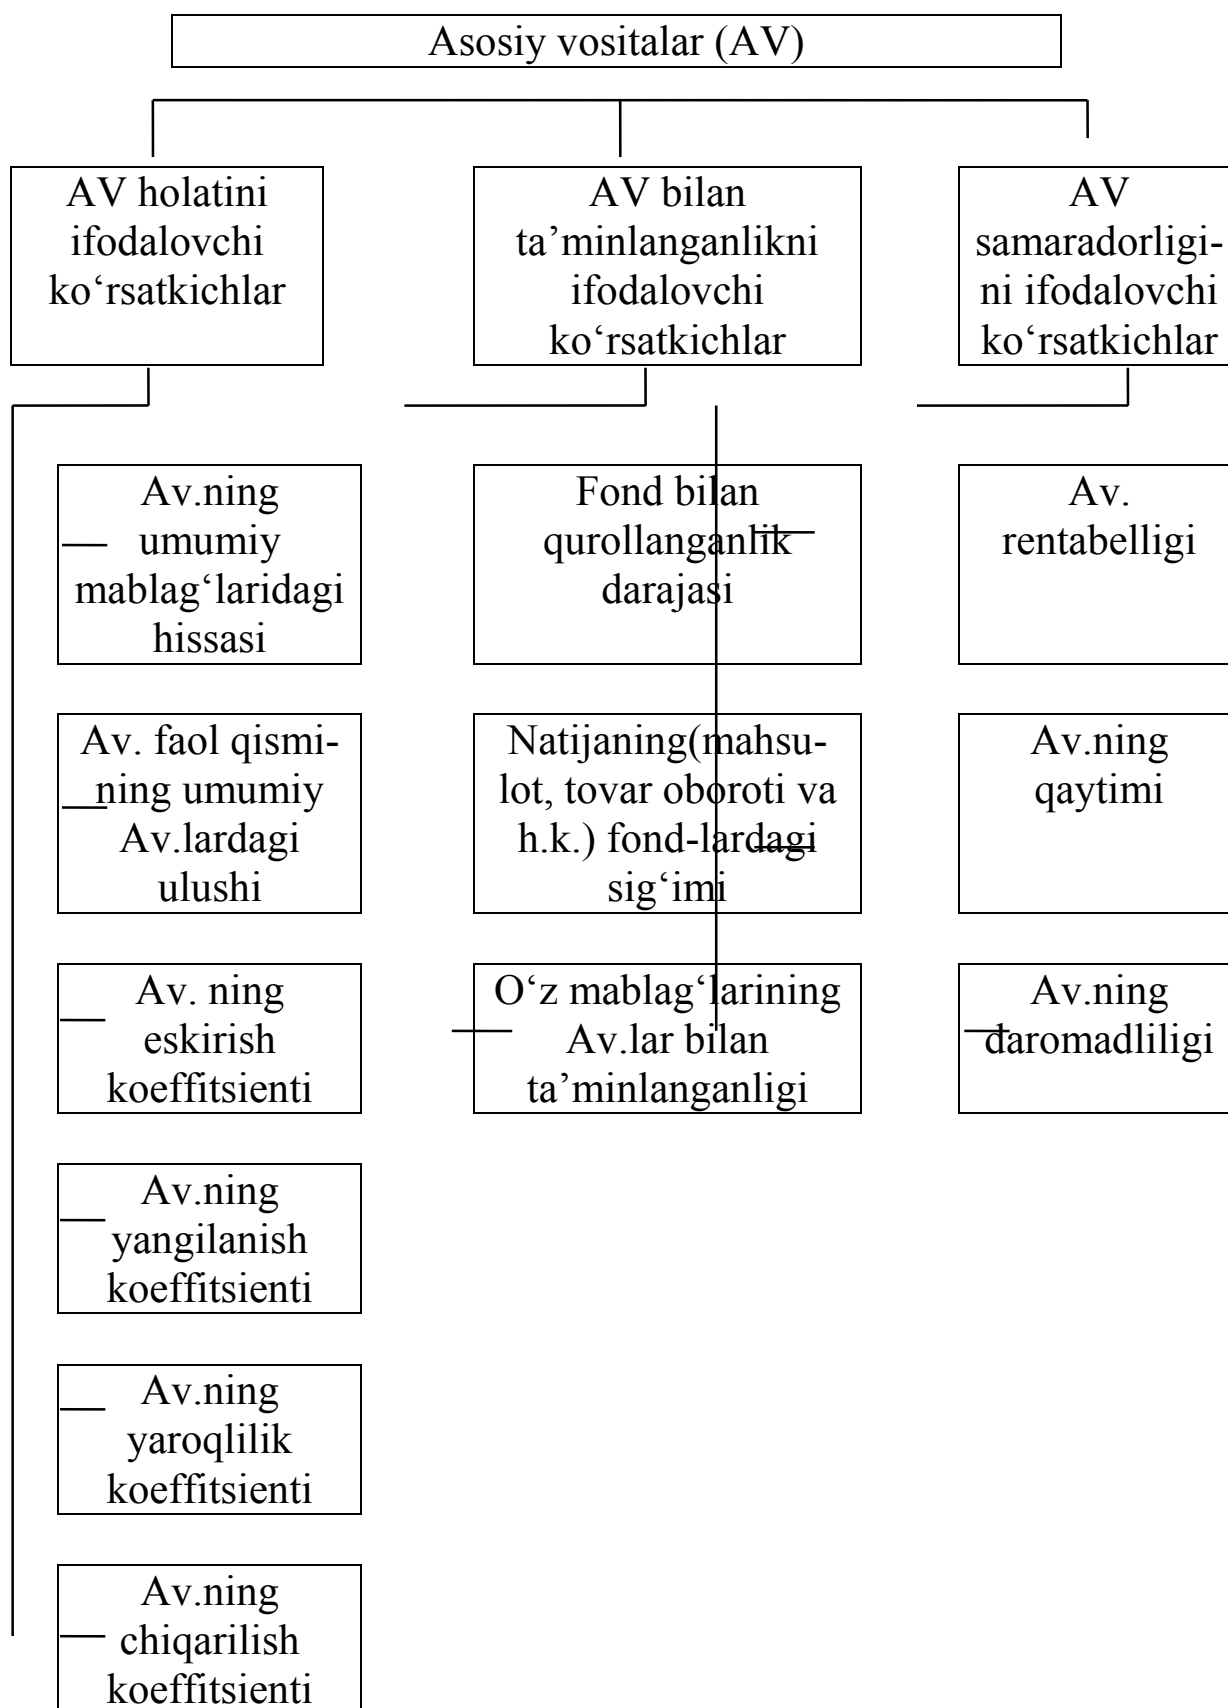 Asosiy vositalar (AV)
AV holatini
ifodalovchi
ko‘rsatkichlar
AV bilan
ta’minlanganlikni
ifodalovchi
ko‘rsatkichlar
AV
samaradorligi-
ni ifodalovchi
ko‘rsatkichlar
Av.ning
umumiy
mablag‘laridagi
hissasi
Fond bilan
qurollanganlik
darajasi
Av.
rentabelligi
Av. faol qismi-
ning umumiy
Av.lardagi
ulushi
Natijaning(mahsu-
lot, tovar oboroti va
h.k.) fond-lardagi
sig‘imi
Av.ning
qaytimi
Av. ning
eskirish
koeffitsienti
O‘z mablag‘larining
Av.lar bilan
ta’minlanganligi
Av.ning
daromadliligi
Av.ning
yangilanish
koeffitsienti
Av.ning
yaroqlilik
koeffitsienti
Av.ning
chiqarilish
koeffitsienti